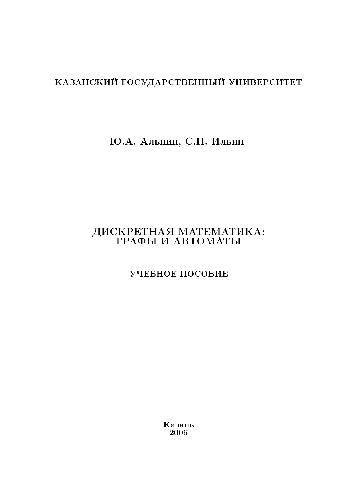 КАЗАНСКИЙ ГОСУДАРСТВЕННЫЙ УНИВЕРСИТЕТ
Ю.А. Альпин, С.Н. Ильин
ДИСКРЕТНАЯ МАТЕМАТИКА:
ГРАФЫ И АВТОМАТЫ
УЧЕБНОЕ ПОСОБИЕ
Казань
2006